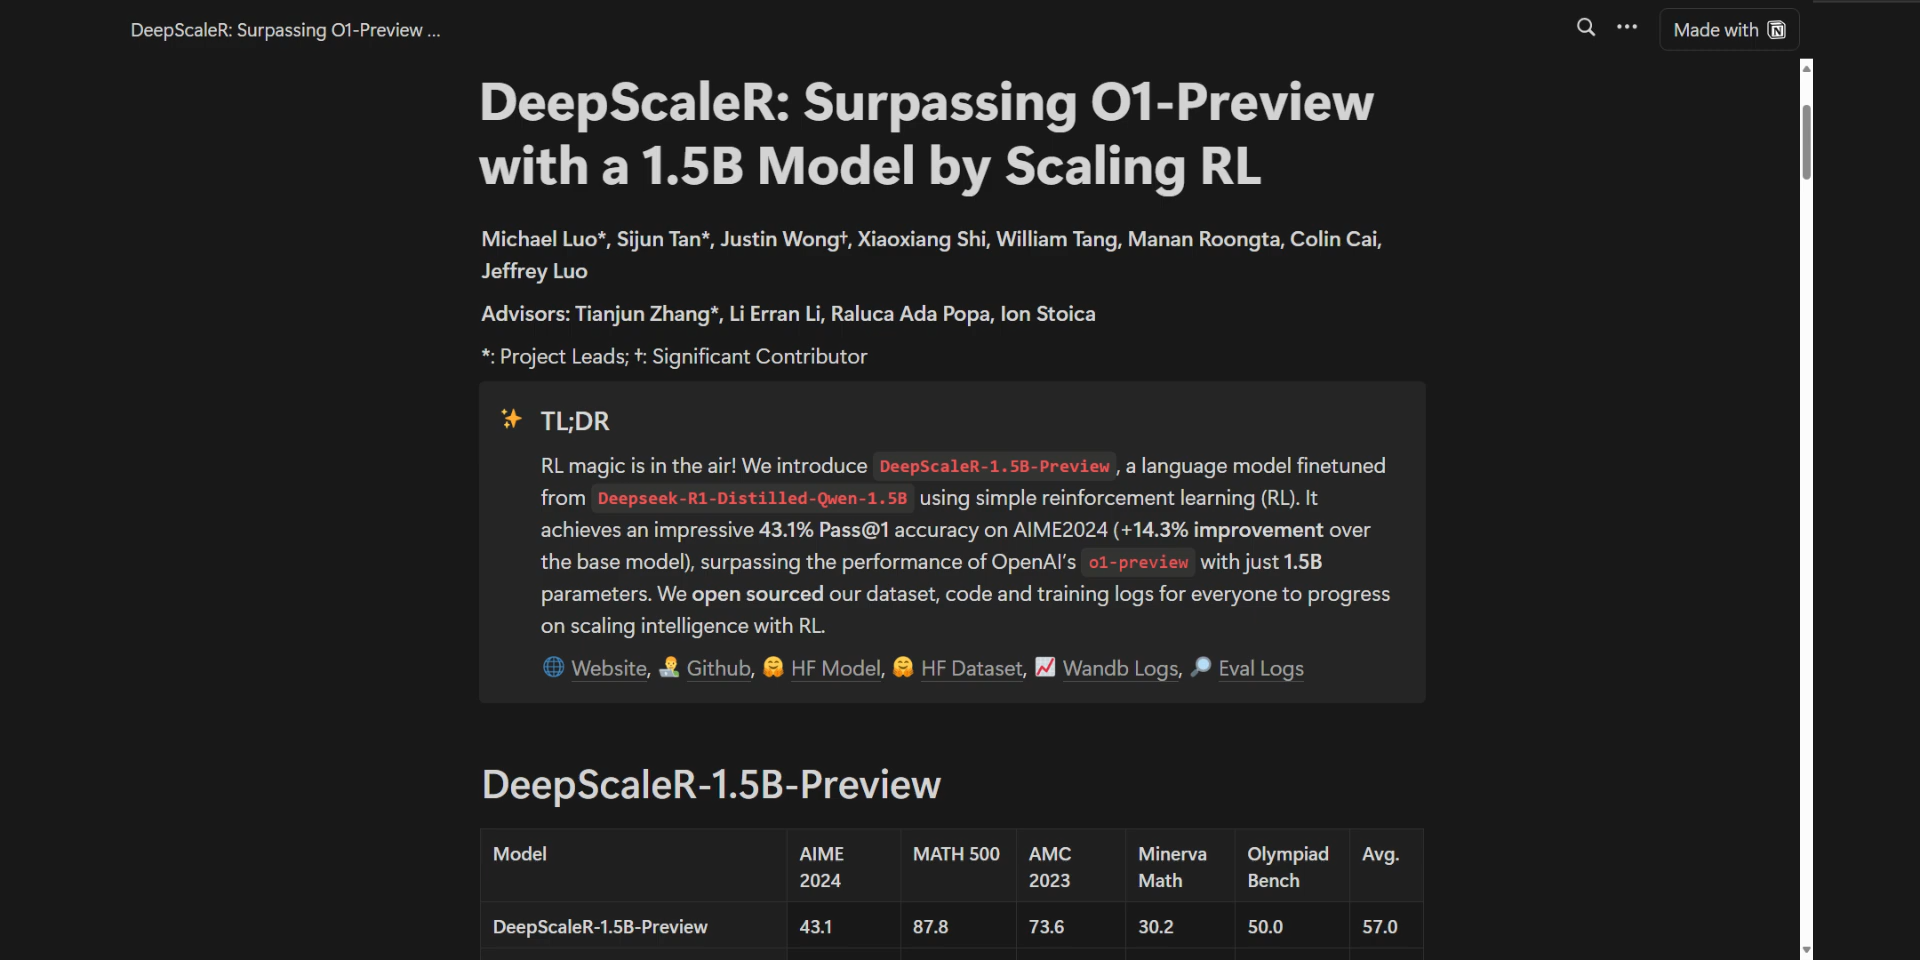 DeepScaleR: Surpassing O1-Preview ...
Made with
DeepScaleR: Surpassing O1-Preview
with a 1.5B Model by Scaling RL
Michael Luo*, Sijun Tan*, Justin Wong†, Xiaoxiang Shi, William Tang, Manan Roongta, Colin Cai,
Jeffrey Luo
Advisors: Tianjun Zhang*, Li Erran Li, Raluca Ada Popa, Ion Stoica
*: Project Leads; †: Significant Contributor
✨ TL;DR
RL magic is in the air! We introduce DeepScaleR-1.5B-Preview, a language model finetuned
from Deepseek-R1-Distilled-Qwen-1.5B using simple reinforcement learning (RL). It
achieves an impressive 43.1% Pass@1 accuracy on AIME2024 (+14.3% improvement over
the base model), surpassing the performance of OpenAI’s o1-preview with just 1.5B
parameters. We open sourced our dataset, code and training logs for everyone to progress
on scaling intelligence with RL.
🌐 Website, 👨‍💻 Github, 🤗 HF Model, 🤗 HF Dataset, 📈 Wandb Logs, 🔎 Eval Logs
DeepScaleR-1.5B-Preview
Model AIME 2024 MATH 500 AMC 2023 Minerva Math Olympiad Bench Avg.
DeepScaleR-1.5B-Preview 43.1 87.8 73.6 30.2 50.0 57.0